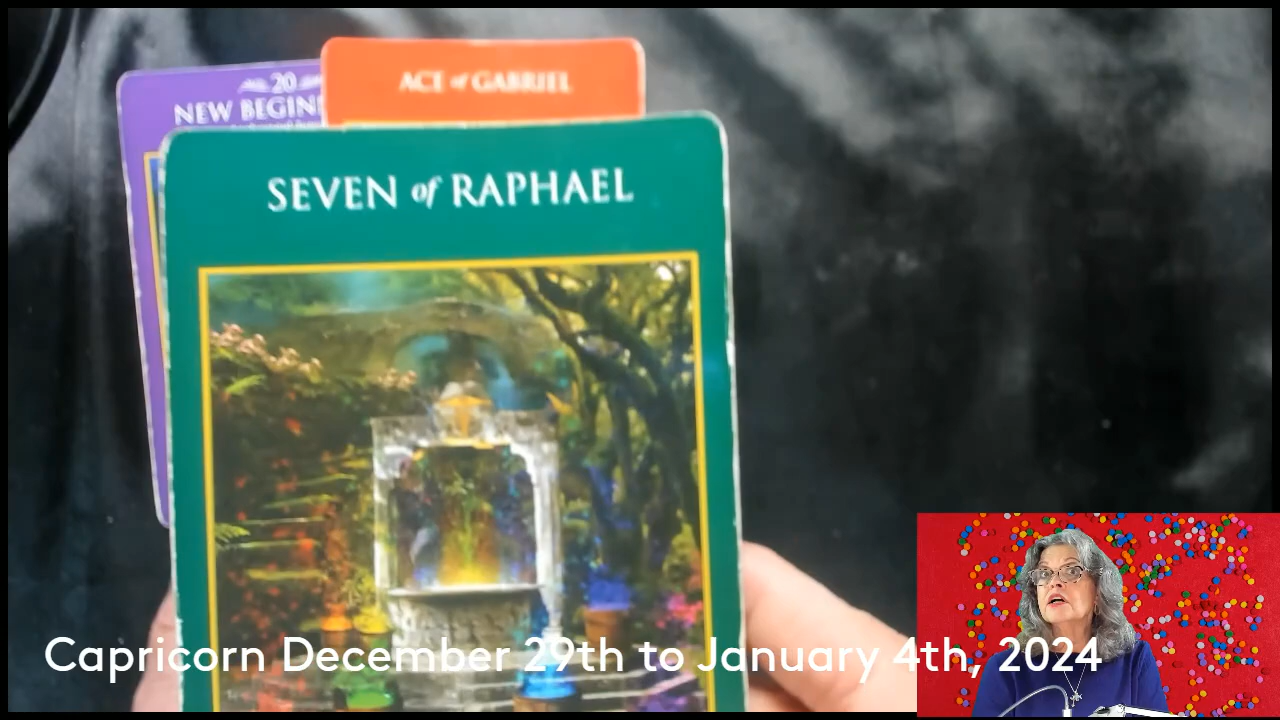 20
NEW BEGIN
ACE of GABRIEL
SEVEN of RAPHAEL
Capricorn December 29th to January 4th, 2024